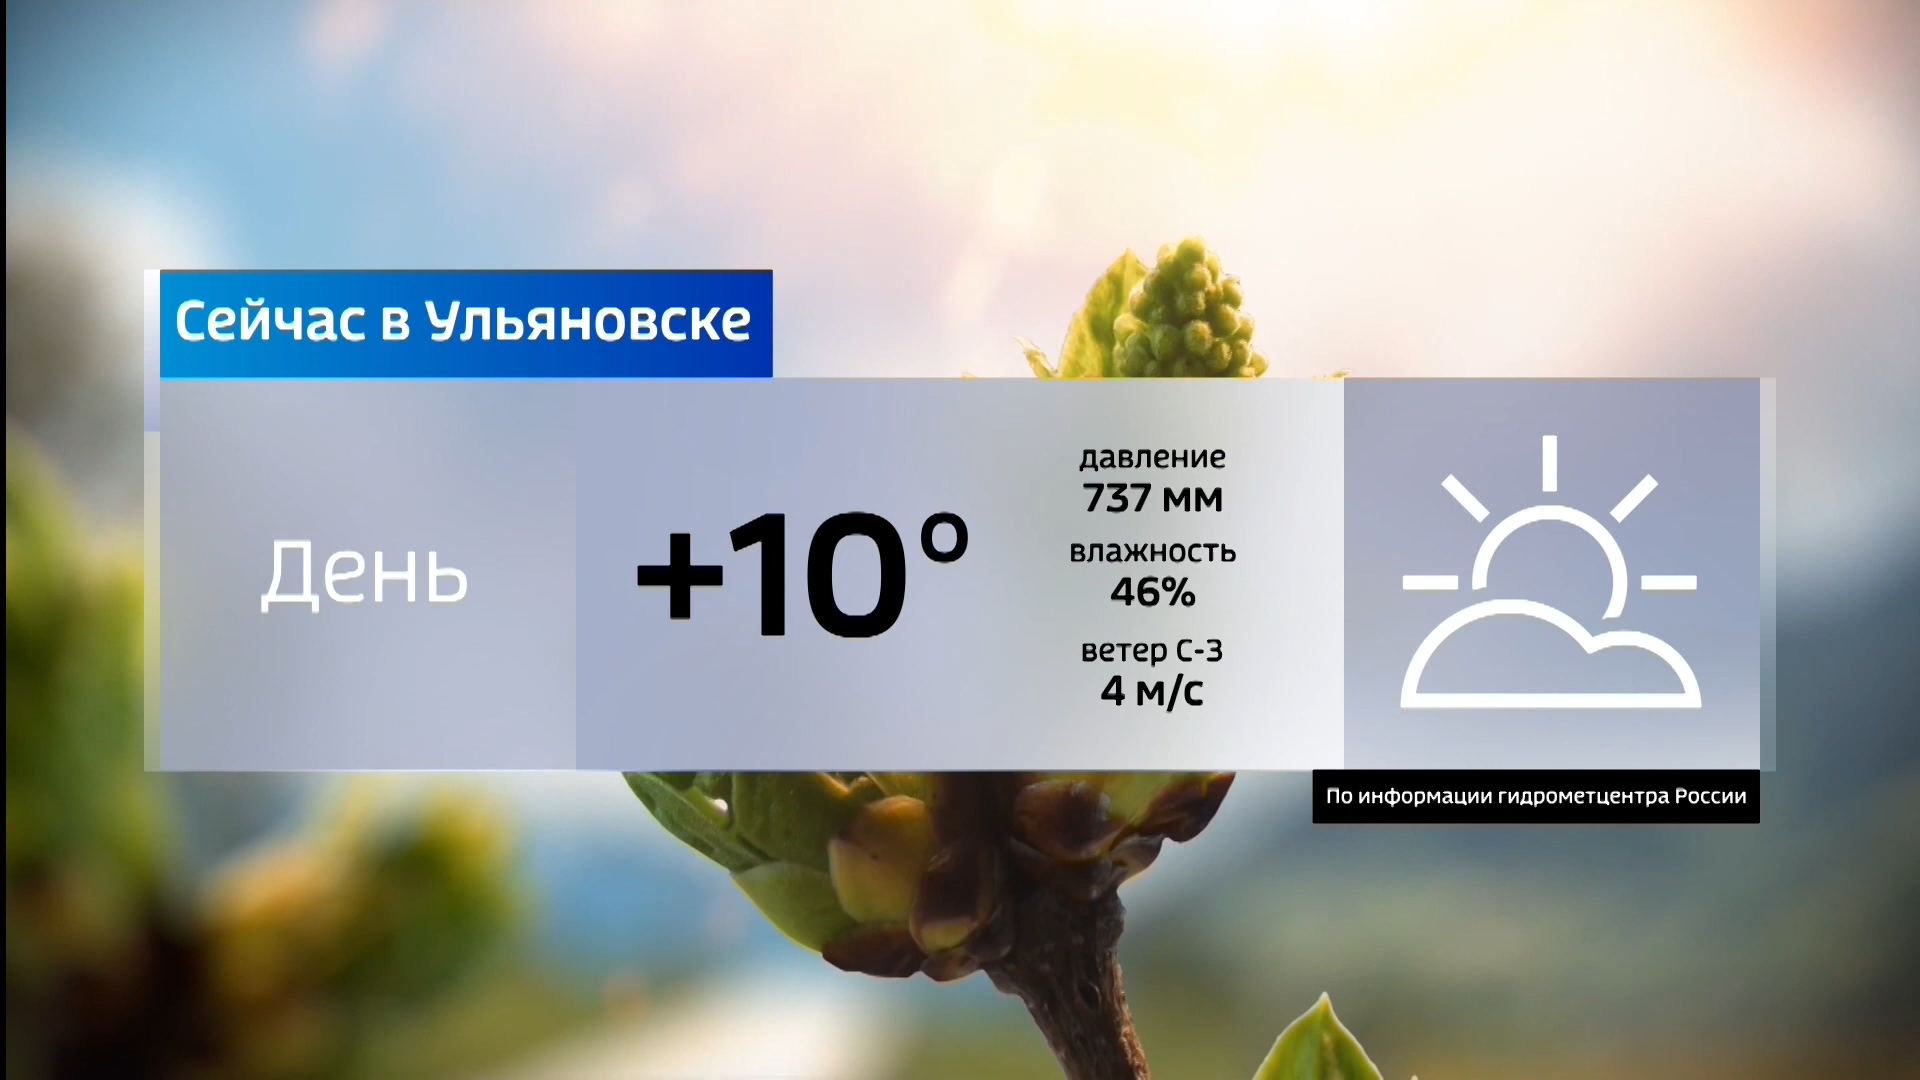 Сейчас в Ульяновске
День
+10°
давление
737 мм
влажность
46%
ветер С-З
4 м/с
По информации гидрометцентра России